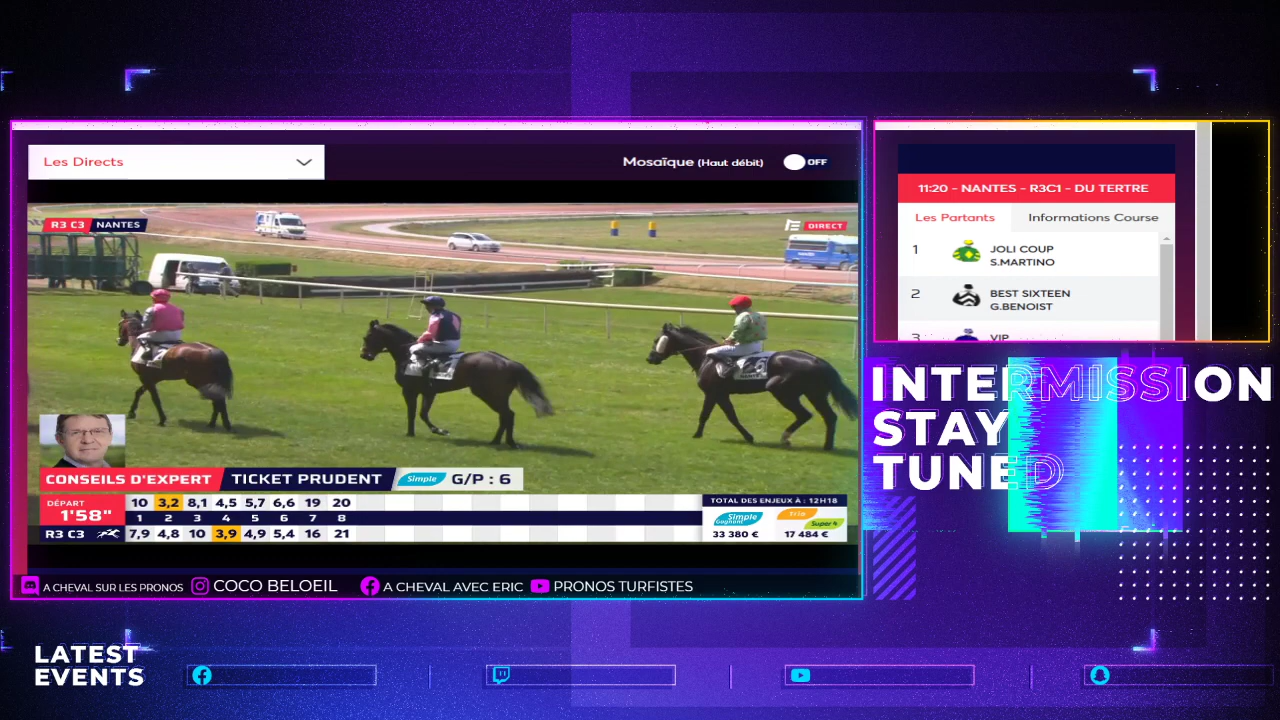 Les Directs
Mosaïque (Haut débit)
OFF
R3 C3 NANTES
DIRECT
CONSEILS D'EXPERT TICKET PRUDENT Simple G/P : 6
DÉPART
1'58"
10 3,2 8,1 4,5 5,7 6,6 19 20
1 2 3 4 5 6 7 8
R3 C3 7,9 4,8 10 3,9 4,9 5,4 16 21
TOTAL DES ENJEUX À : 12H18
Simple Gagnant
Trio
Super 4
33 380 € 17 484 €
A CHEVAL SUR LES PRONOS COCO BELOEIL A CHEVAL AVEC ERIC PRONOS TURFISTES
11:20 - NANTES - R3C1 - DU TERTRE
Les Partants Informations Course
1 JOLI COUP
S.MARTINO
2 BEST SIXTEEN
G.BENOIST
3 VIP
INTERMISSION
STAY
TUNED
LATEST
EVENTS